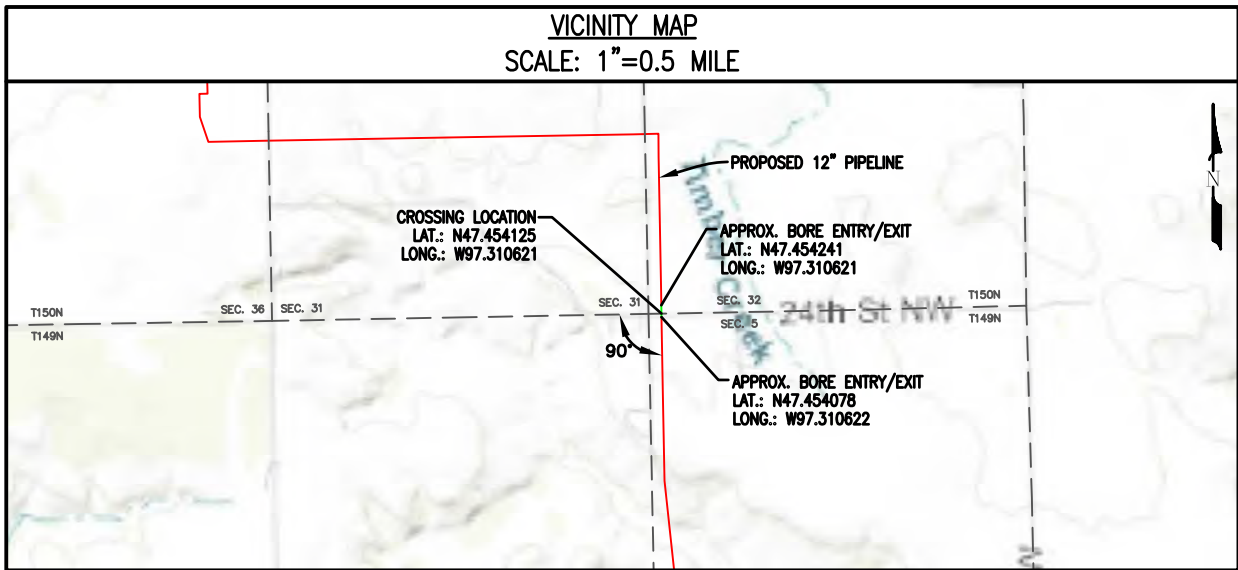 VICINITY MAP
SCALE: 1"=0.5 MILE
PROPOSED 12" PIPELINE
N
CROSSING LOCATION
LAT.: N47.454125
LONG.: W97.310621
APPROX. BORE ENTRY/EXIT
LAT.: N47.454241
LONG.: W97.310621
Timber Creek
T150N
SEC. 36
SEC. 31
SEC. 31
SEC. 32
T150N
T149N
SEC. 5
24th St NW
T149N
90°
APPROX. BORE ENTRY/EXIT
LAT.: N47.454078
LONG.: W97.310622